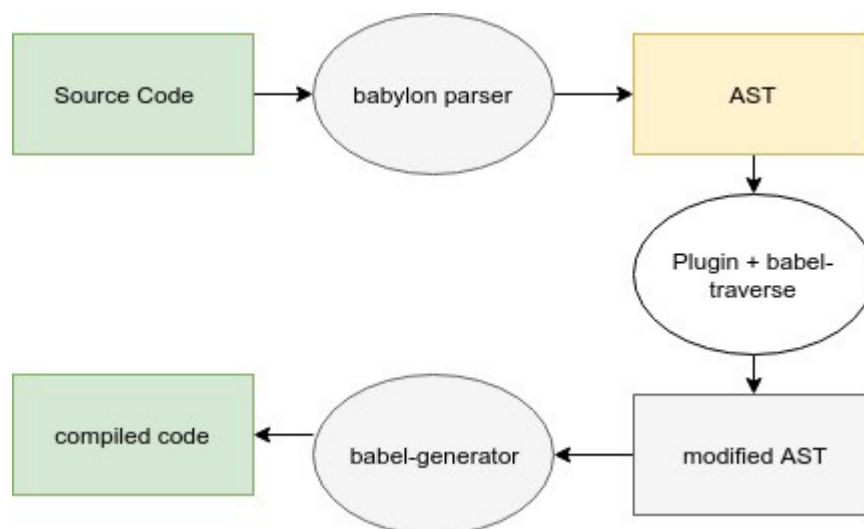 Source Code
babylon parser
AST
Plugin + babel-
traverse
compiled code
babel-generator
modified AST